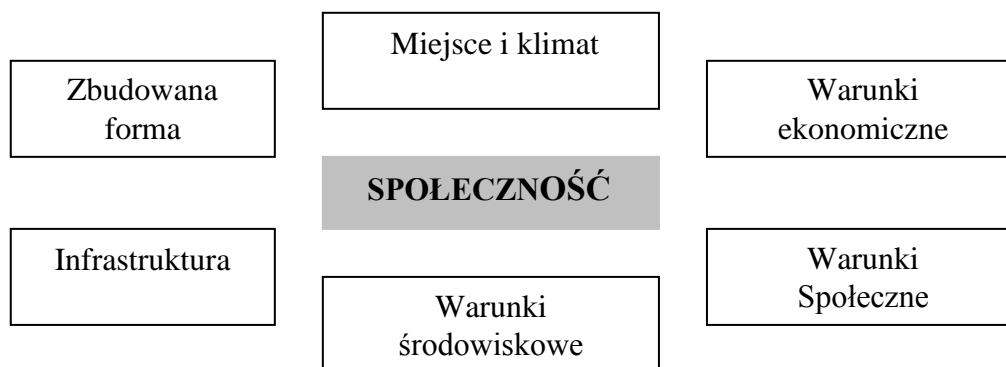 Miejsce i klimat
Zbudowana
forma
Warunki
ekonomiczne
SPOŁECZNOŚĆ
Infrastruktura
Warunki
Społeczne
Warunki
środowiskowe